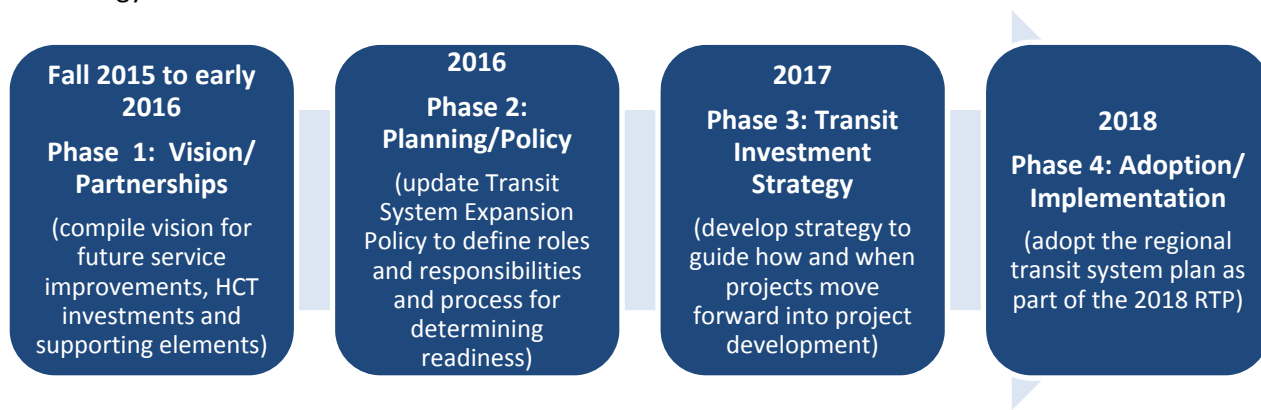 Fall 2015 to early
2016
Phase 1: Vision/
Partnerships
(compile vision for
future service
improvements, HCT
investments and
supporting elements)
2016
Phase 2:
Planning/Policy
(update Transit
System Expansion
Policy to define roles
and responsibilities
and process for
determining
readiness)
2017
Phase 3: Transit
Investment
Strategy
(develop strategy to
guide how and when
projects move
forward into project
development)
2018
Phase 4: Adoption/
Implementation
(adopt the regional
transit system plan as
part of the 2018 RTP)